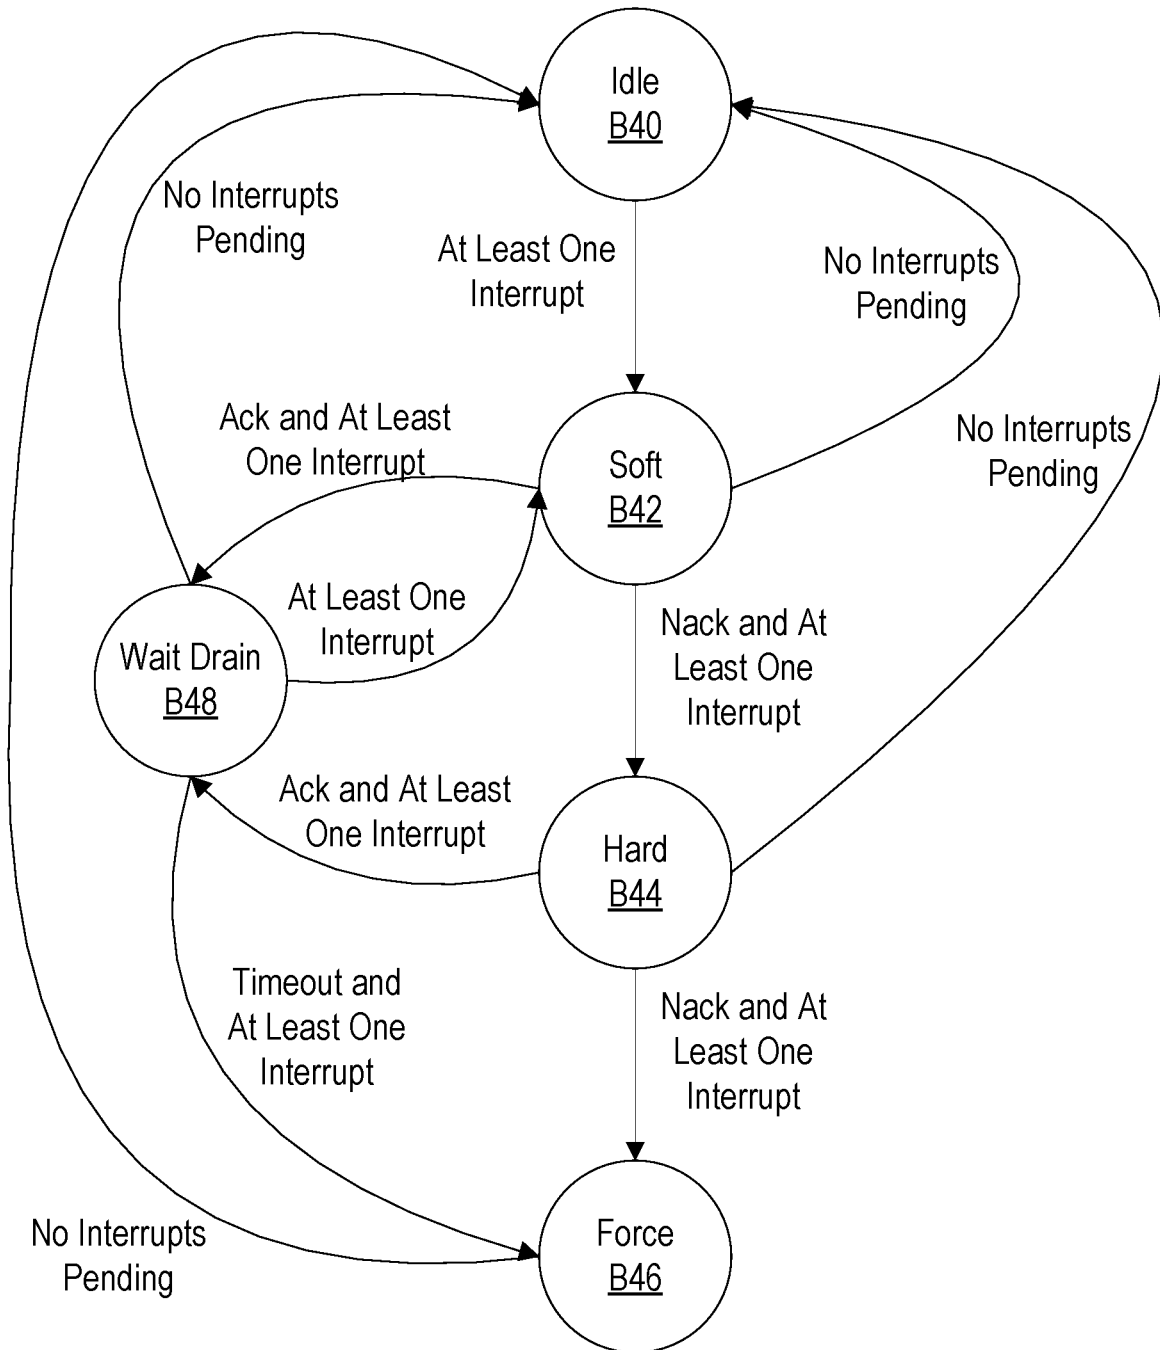 Idle
B40
No Interrupts
Pending
At Least One
Interrupt
No Interrupts
Pending
Ack and At Least
One Interrupt
No Interrupts
Pending
Soft
B42
At Least One
Interrupt
Nack and At
Least One
Interrupt
Wait Drain
B48
Ack and At Least
One Interrupt
Hard
B44
Timeout and
At Least One
Interrupt
Nack and At
Least One
Interrupt
No Interrupts
Pending
Force
B46